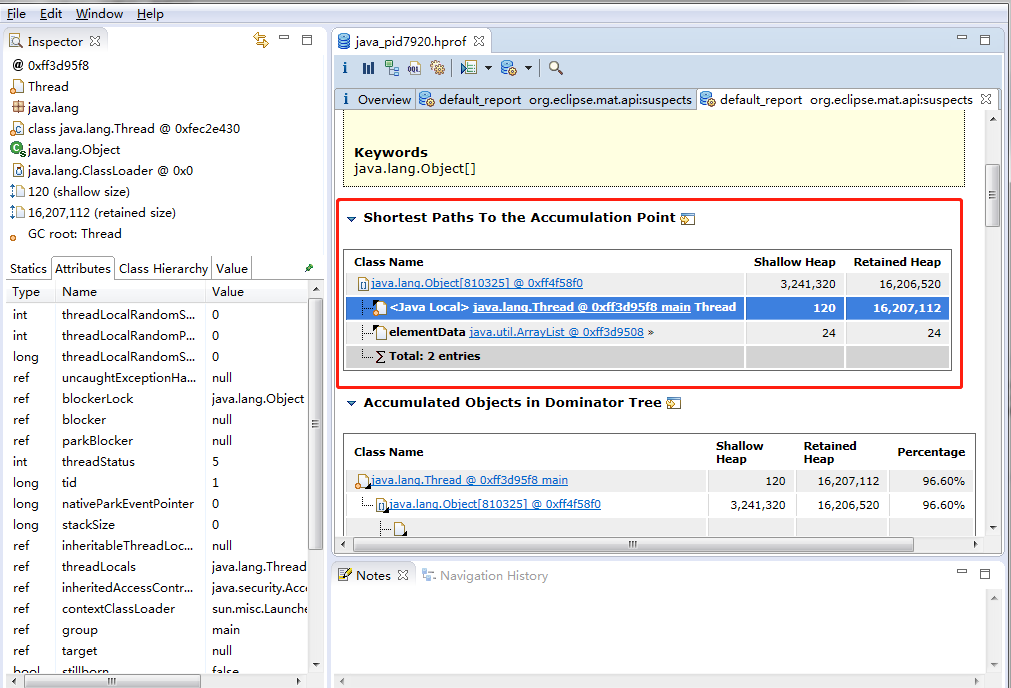 File Edit Window Help
Inspector
@ 0xff3d95f8
Thread
java.lang
class java.lang.Thread @ 0xfec2e430
java.lang.Object
java.lang.ClassLoader @ 0x0
120 (shallow size)
16,207,112 (retained size)
GC root: Thread
Statics Attributes Class Hierarchy Value
Type Name Value
int threadLocalRandomS... 0
int threadLocalRandomP... 0
long threadLocalRandomS... 0
ref uncaughtExceptionHa... null
ref blockerLock java.lang.Object
ref blocker null
ref parkBlocker null
int threadStatus 5
long tid 1
long nativeParkEventPointer 0
long stackSize 0
ref inheritableThreadLoc... null
ref threadLocals java.lang.Thread
ref inheritedAccessContr... java.security.Acc
ref contextClassLoader sun.misc.Launche
ref group main
ref target null
bool stillborn false
java_pid7920.hprof
i OQL
i Overview default_report org.eclipse.mat.api:suspects default_report org.eclipse.mat.api:suspects
Keywords
java.lang.Object[]
Shortest Paths To the Accumulation Point
Class Name Shallow Heap Retained Heap
java.lang.Object[810325] @ 0xff4f58f0 3,241,320 16,206,520
<Java Local> java.lang.Thread @ 0xff3d95f8 main Thread 120 16,207,112
elementData java.util.ArrayList @ 0xff3d9508 » 24 24
∑ Total: 2 entries
Accumulated Objects in Dominator Tree
Class Name Shallow Heap Retained Heap Percentage
java.lang.Thread @ 0xff3d95f8 main 120 16,207,112 96.60%
java.lang.Object[810325] @ 0xff4f58f0 3,241,320 16,206,520 96.60%
Notes Navigation History